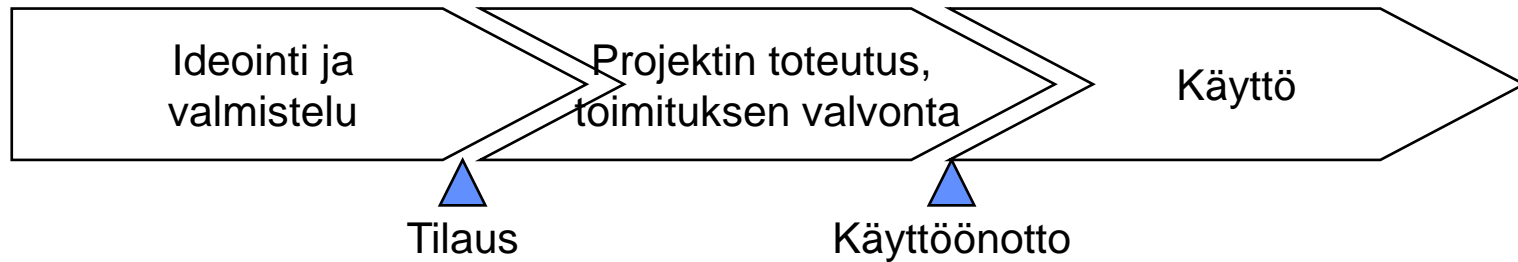 Ideointi ja
valmistelu
Projektin toteutus,
toimituksen valvonta
Käyttö
Tilaus
Käyttöönotto